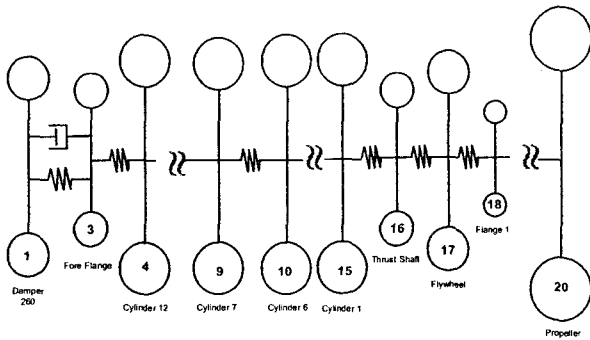 1
3
4
9
10
15
16
17
18
20
Damper
260
Fore Flange
Cylinder 12
Cylinder 7
Cylinder 6
Cylinder 1
Thrust Shaft
Flywheel
Flange 1
Propeller